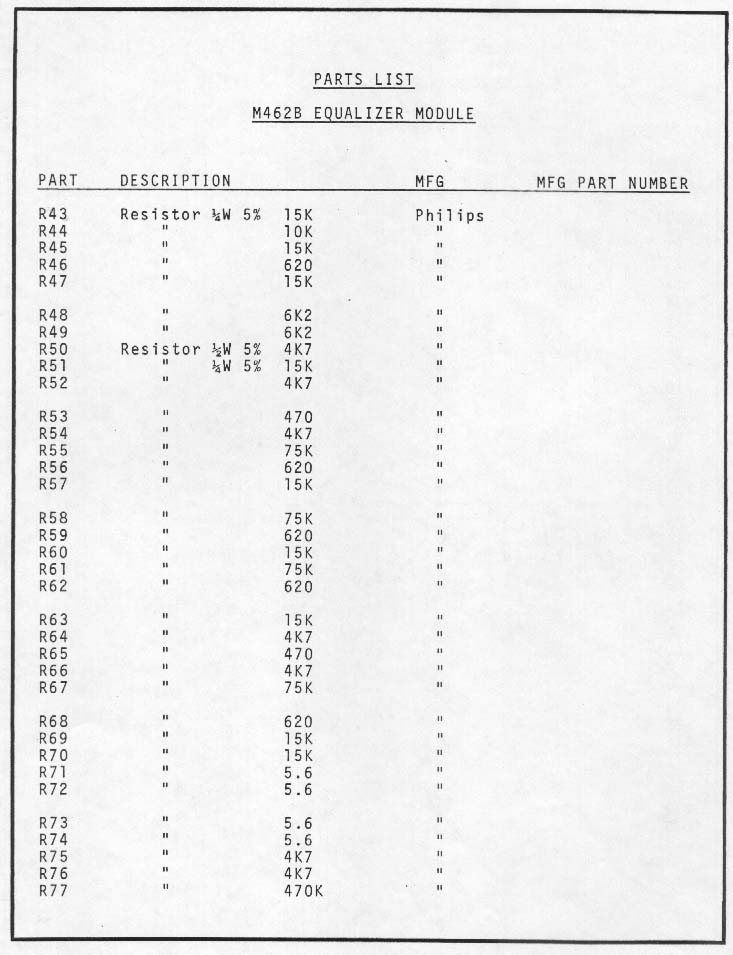 PARTS LIST
M462B EQUALIZER MODULE
PART DESCRIPTION MFG MFG PART NUMBER
R43 Resistor ¼W 5% 15K Philips
R44 " 10K "
R45 " 15K "
R46 " 620 "
R47 " 15K "
R48 " 6K2 "
R49 " 6K2 "
R50 Resistor ½W 5% 4K7 "
R51 " ¼W 5% 15K "
R52 " 4K7 "
R53 " 470 "
R54 " 4K7 "
R55 " 75K "
R56 " 620 "
R57 " 15K "
R58 " 75K "
R59 " 620 "
R60 " 15K "
R61 " 75K "
R62 " 620 "
R63 " 15K "
R64 " 4K7 "
R65 " 470 "
R66 " 4K7 "
R67 " 75K "
R68 " 620 "
R69 " 15K "
R70 " 15K "
R71 " 5.6 "
R72 " 5.6 "
R73 " 5.6 "
R74 " 5.6 "
R75 " 4K7 "
R76 " 4K7 "
R77 " 470K "